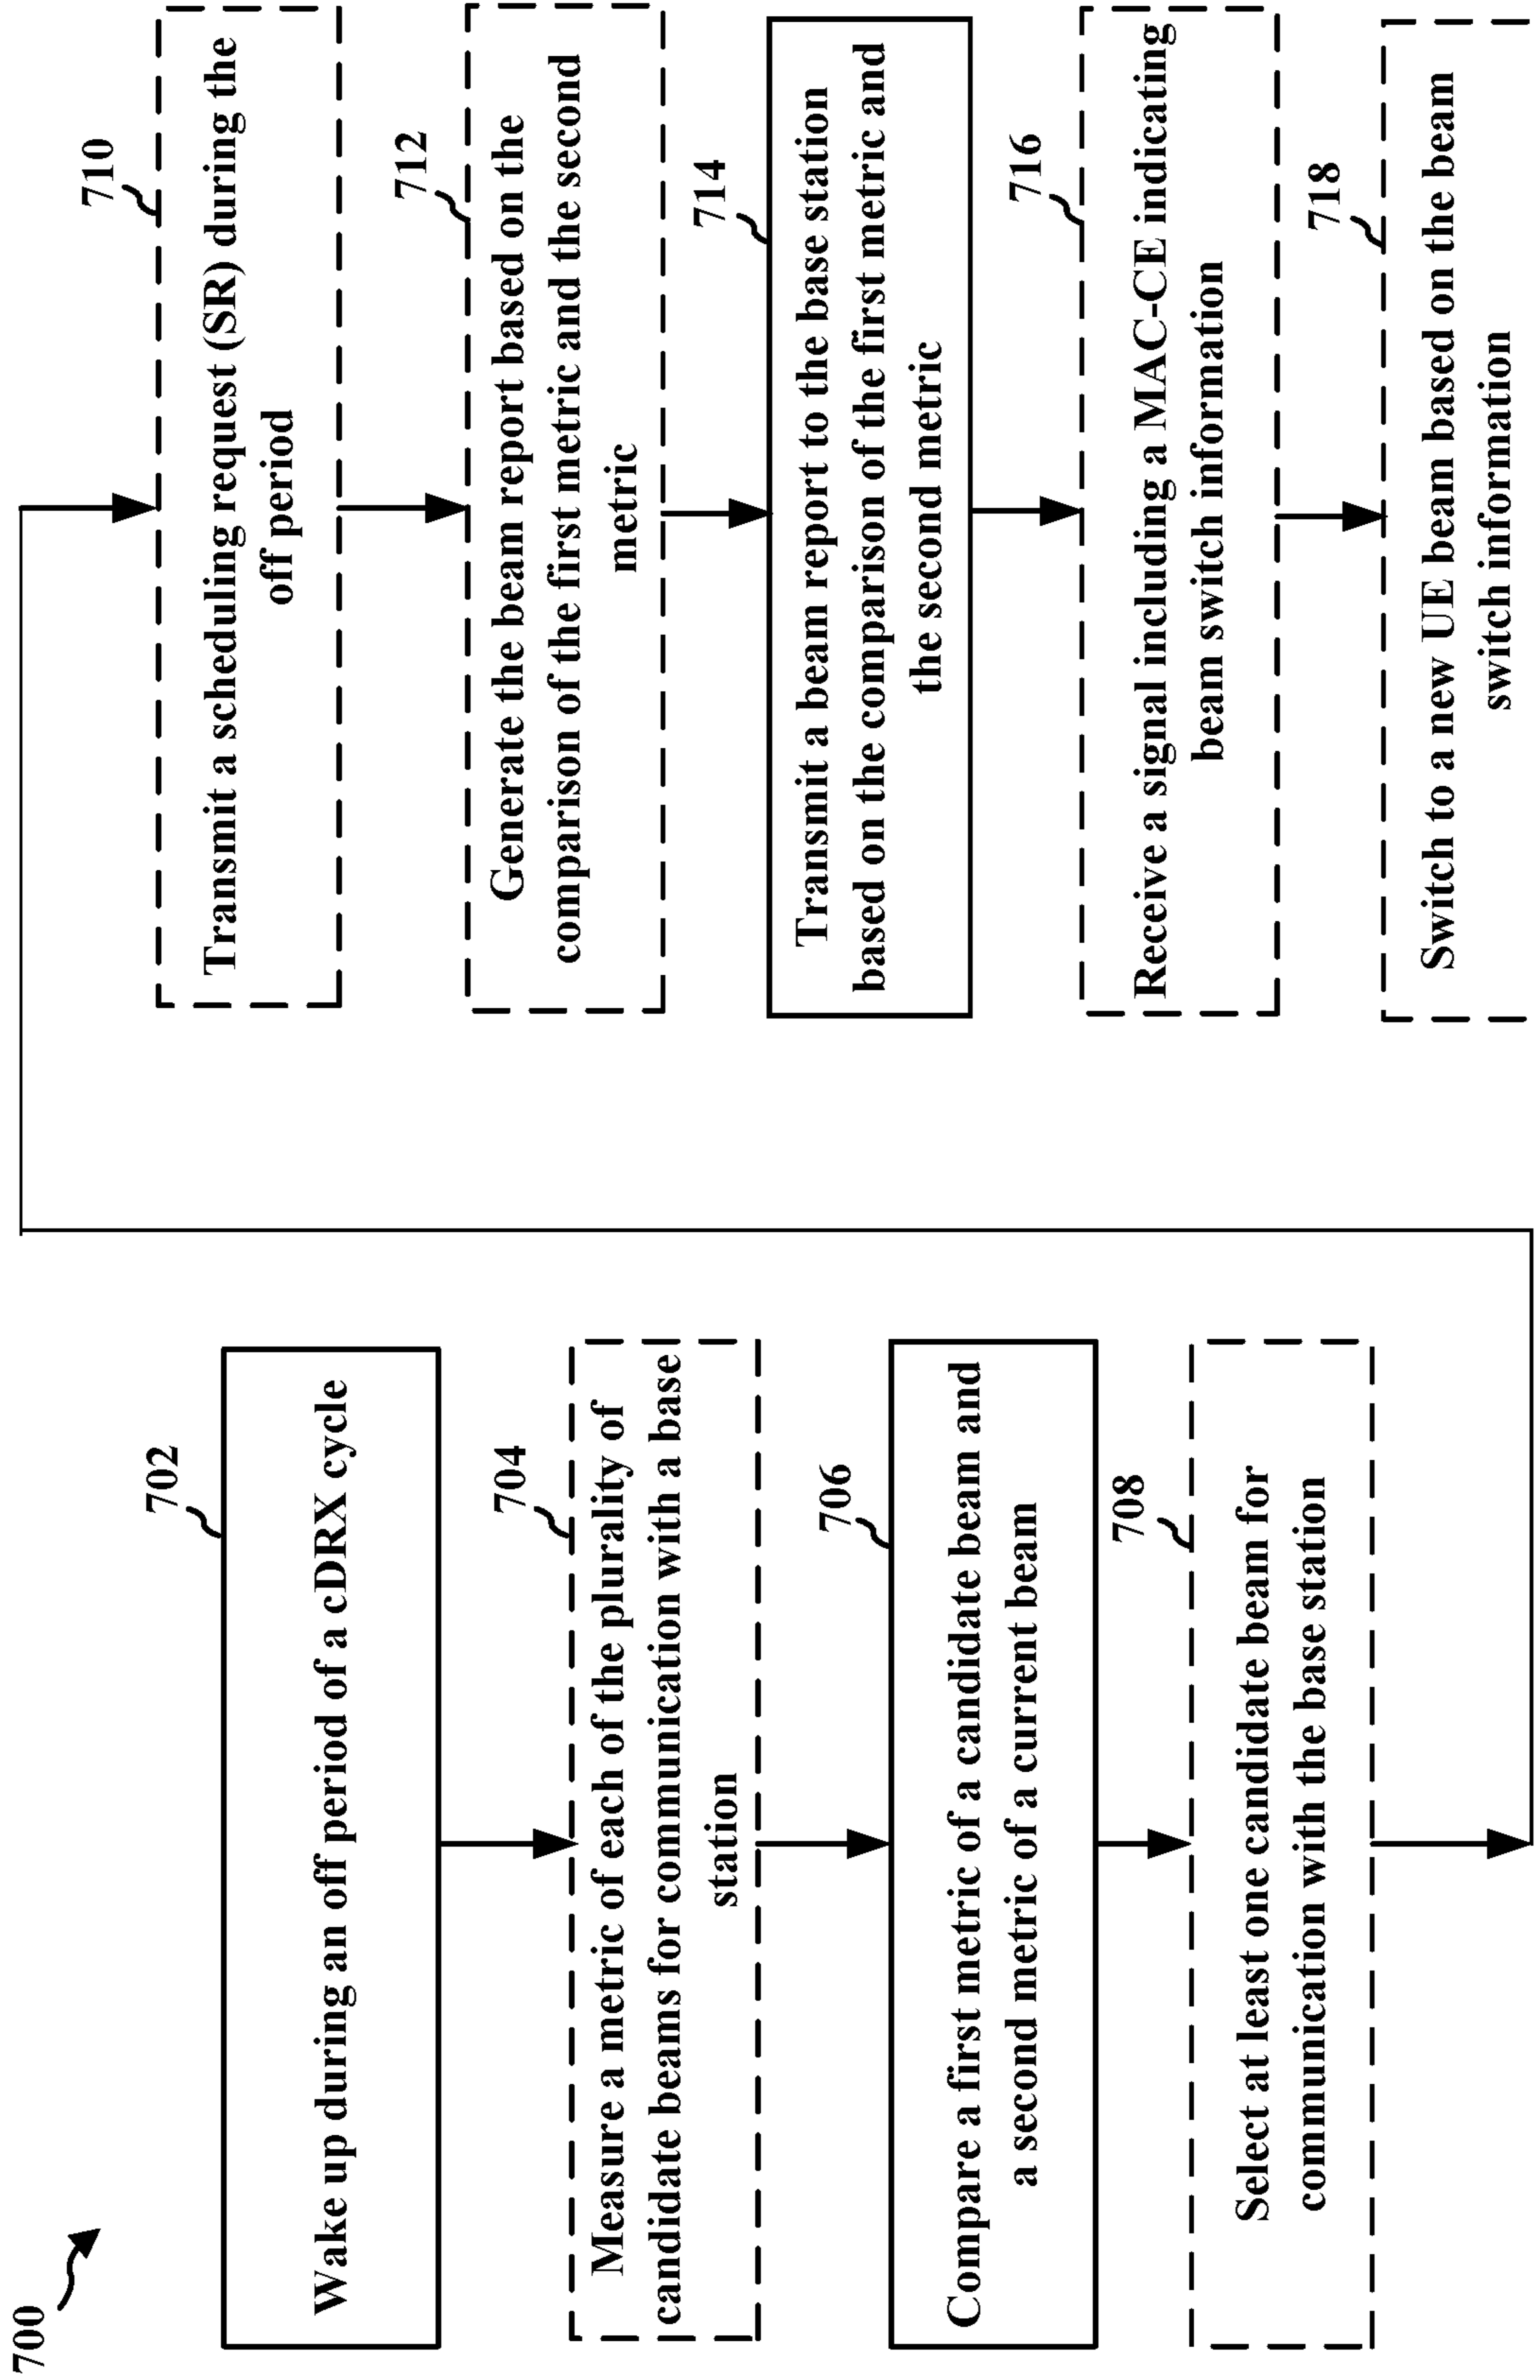 700
702
Wake up during an off period of a cDRX cycle
704
Measure a metric of each of the plurality of
candidate beams for communication with a base
station
706
Compare a first metric of a candidate beam and
a second metric of a current beam
708
Select at least one candidate beam for
communication with the base station
710
Transmit a scheduling request (SR) during the
off period
712
Generate the beam report based on the
comparison of the first metric and the second
metric
714
Transmit a beam report to the base station
based on the comparison of the first metric and
the second metric
716
Receive a signal including a MAC-CE indicating
beam switch information
718
Switch to a new UE beam based on the beam
switch information